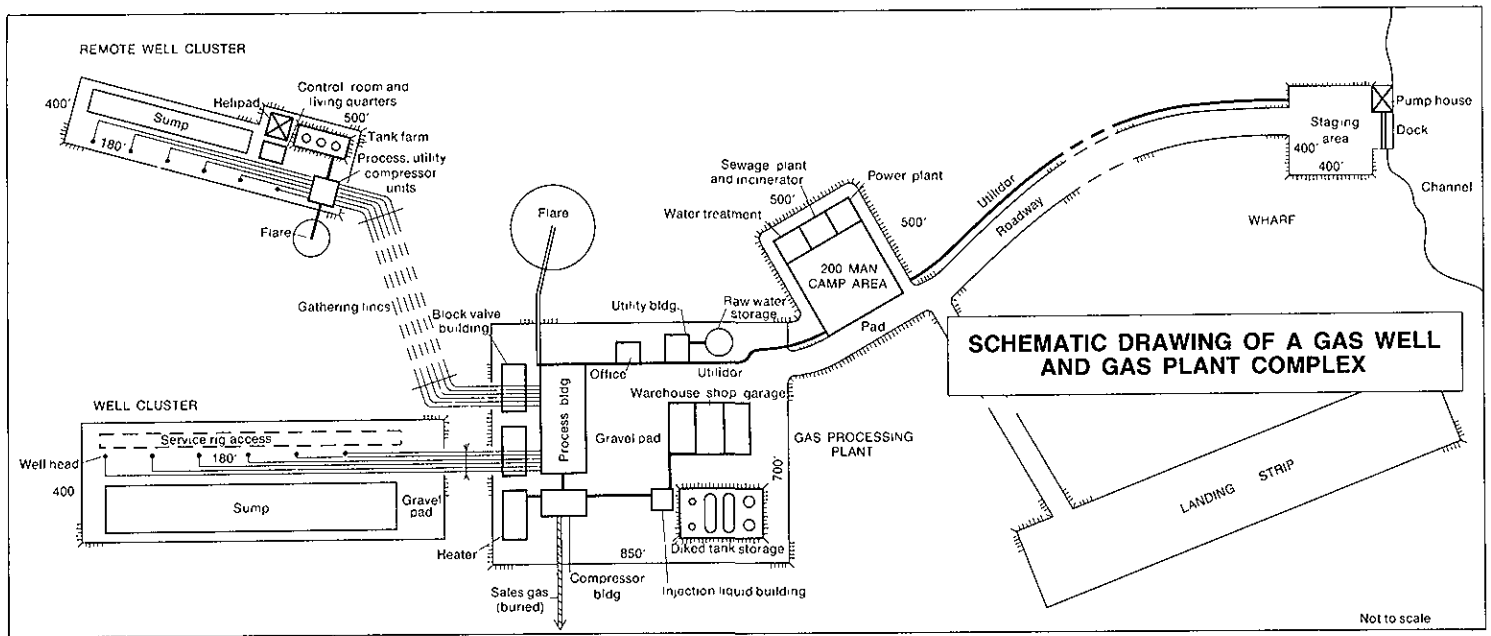 REMOTE WELL CLUSTER
400'
Sump
180'
Helipad
Control room and
living quarters
500'
Tank farm
Process, utility
compressor
units
Flare
Gathering lines
Flare
Block valve
building
Sewage plant
and incinerator
500'
Power plant
500'
Water treatment
200 MAN
CAMP AREA
Pad
Utilidor
Roadway
Staging
area
400'
400'
Pump house
Dock
Channel
WHARF
SCHEMATIC DRAWING OF A GAS WELL
AND GAS PLANT COMPLEX
Utility bldg.
Raw water
storage
Office
Utilidor
Process bldg
Warehouse shop garage
Gravel pad
GAS PROCESSING
PLANT
700'
WELL CLUSTER
Service rig access
Well head
180'
400
Sump
Gravel
pad
Heater
850'
Diked tank storage
Sales gas
(buried)
Compressor
bldg
Injection liquid building
LANDING STRIP
Not to scale